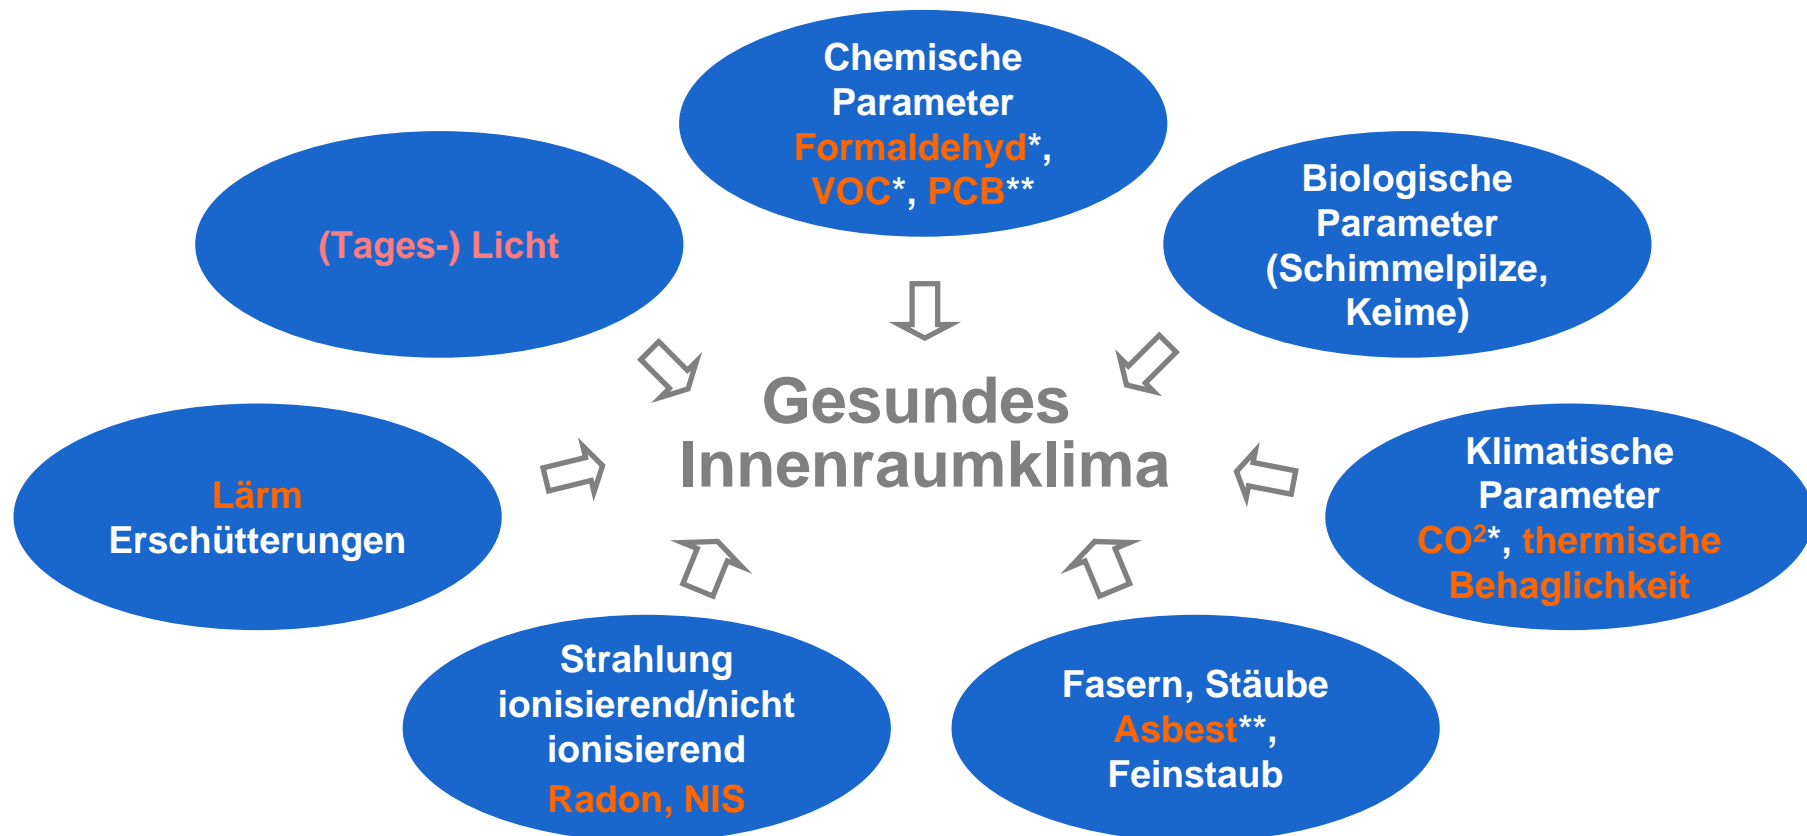 Chemische
Parameter
Formaldehyd*,
VOC*, PCB**
(Tages-) Licht
Biologische
Parameter
(Schimmelpilze,
Keime)
Gesundes
Innenraumklima
Lärm
Erschütterungen
Klimatische
Parameter
CO²*, thermische
Behaglichkeit
Strahlung
ionisierend/nicht
ionisierend
Radon, NIS
Fasern, Stäube
Asbest**,
Feinstaub